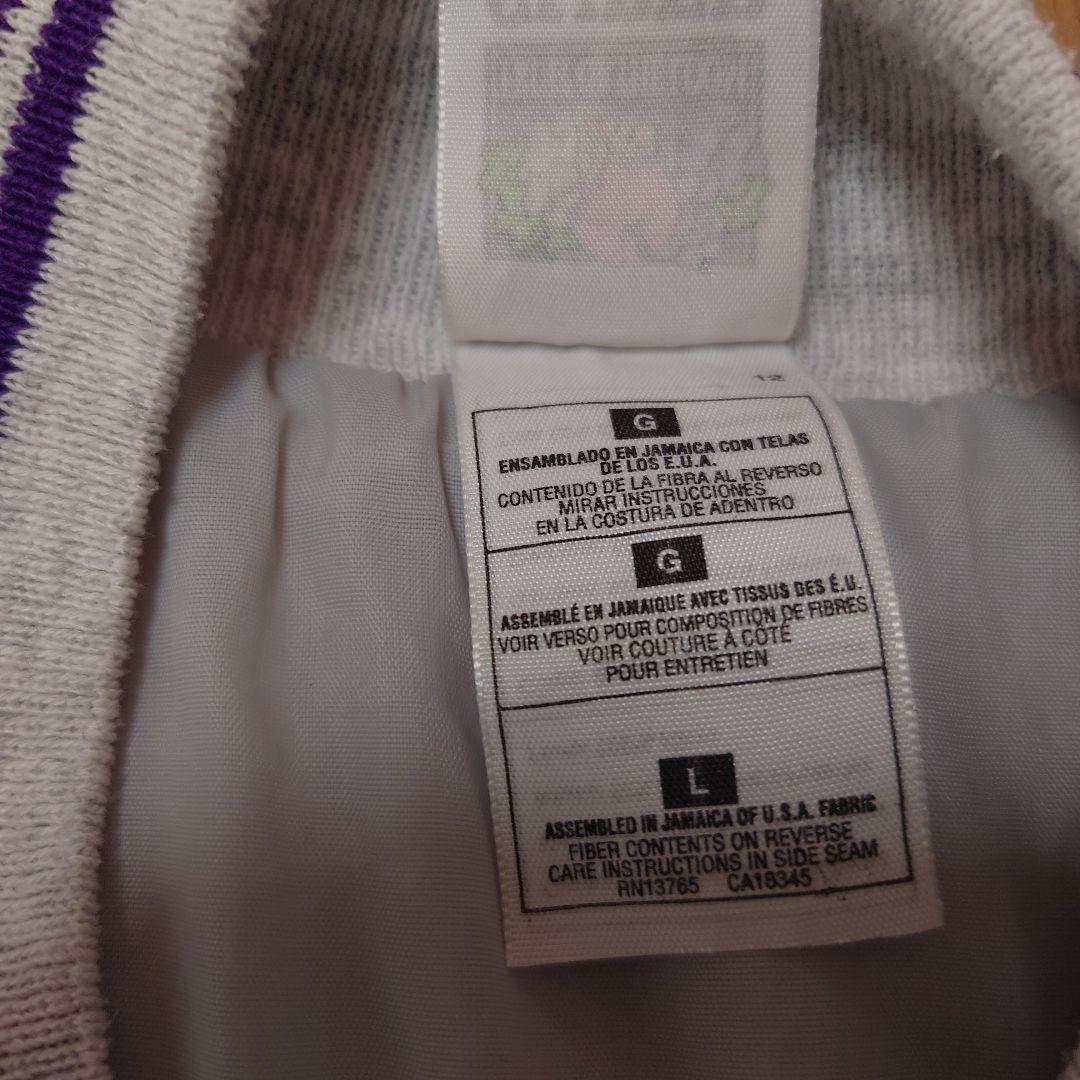 12
G
ENSAMBLADO EN JAMAICA CON TELAS
DE LOS E.U.A.
CONTENIDO DE LA FIBRA AL REVERSO
MIRAR INSTRUCCIONES
EN LA COSTURA DE ADENTRO
G
ASSEMBLÉ EN JAMAIQUE AVEC TISSUS DES É.U.
VOIR VERSO POUR COMPOSITION DE FIBRES
VOIR COUTURE À CÔTÉ
POUR ENTRETIEN
L
ASSEMBLED IN JAMAICA OF U.S.A. FABRIC
FIBER CONTENTS ON REVERSE
CARE INSTRUCTIONS IN SIDE SEAM
RN13765 CA18345